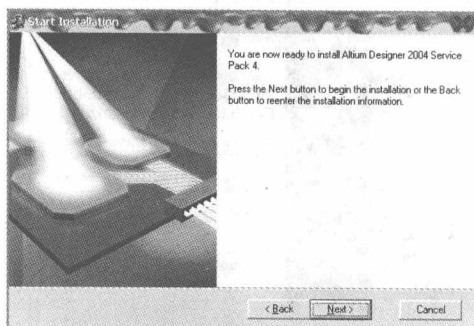 Start Installation
You are now ready to install Altium Designer 2004 Service
Pack 4.
Press the Next button to begin the installation or the Back
button to reenter the installation information.
< Back
Next >
Cancel